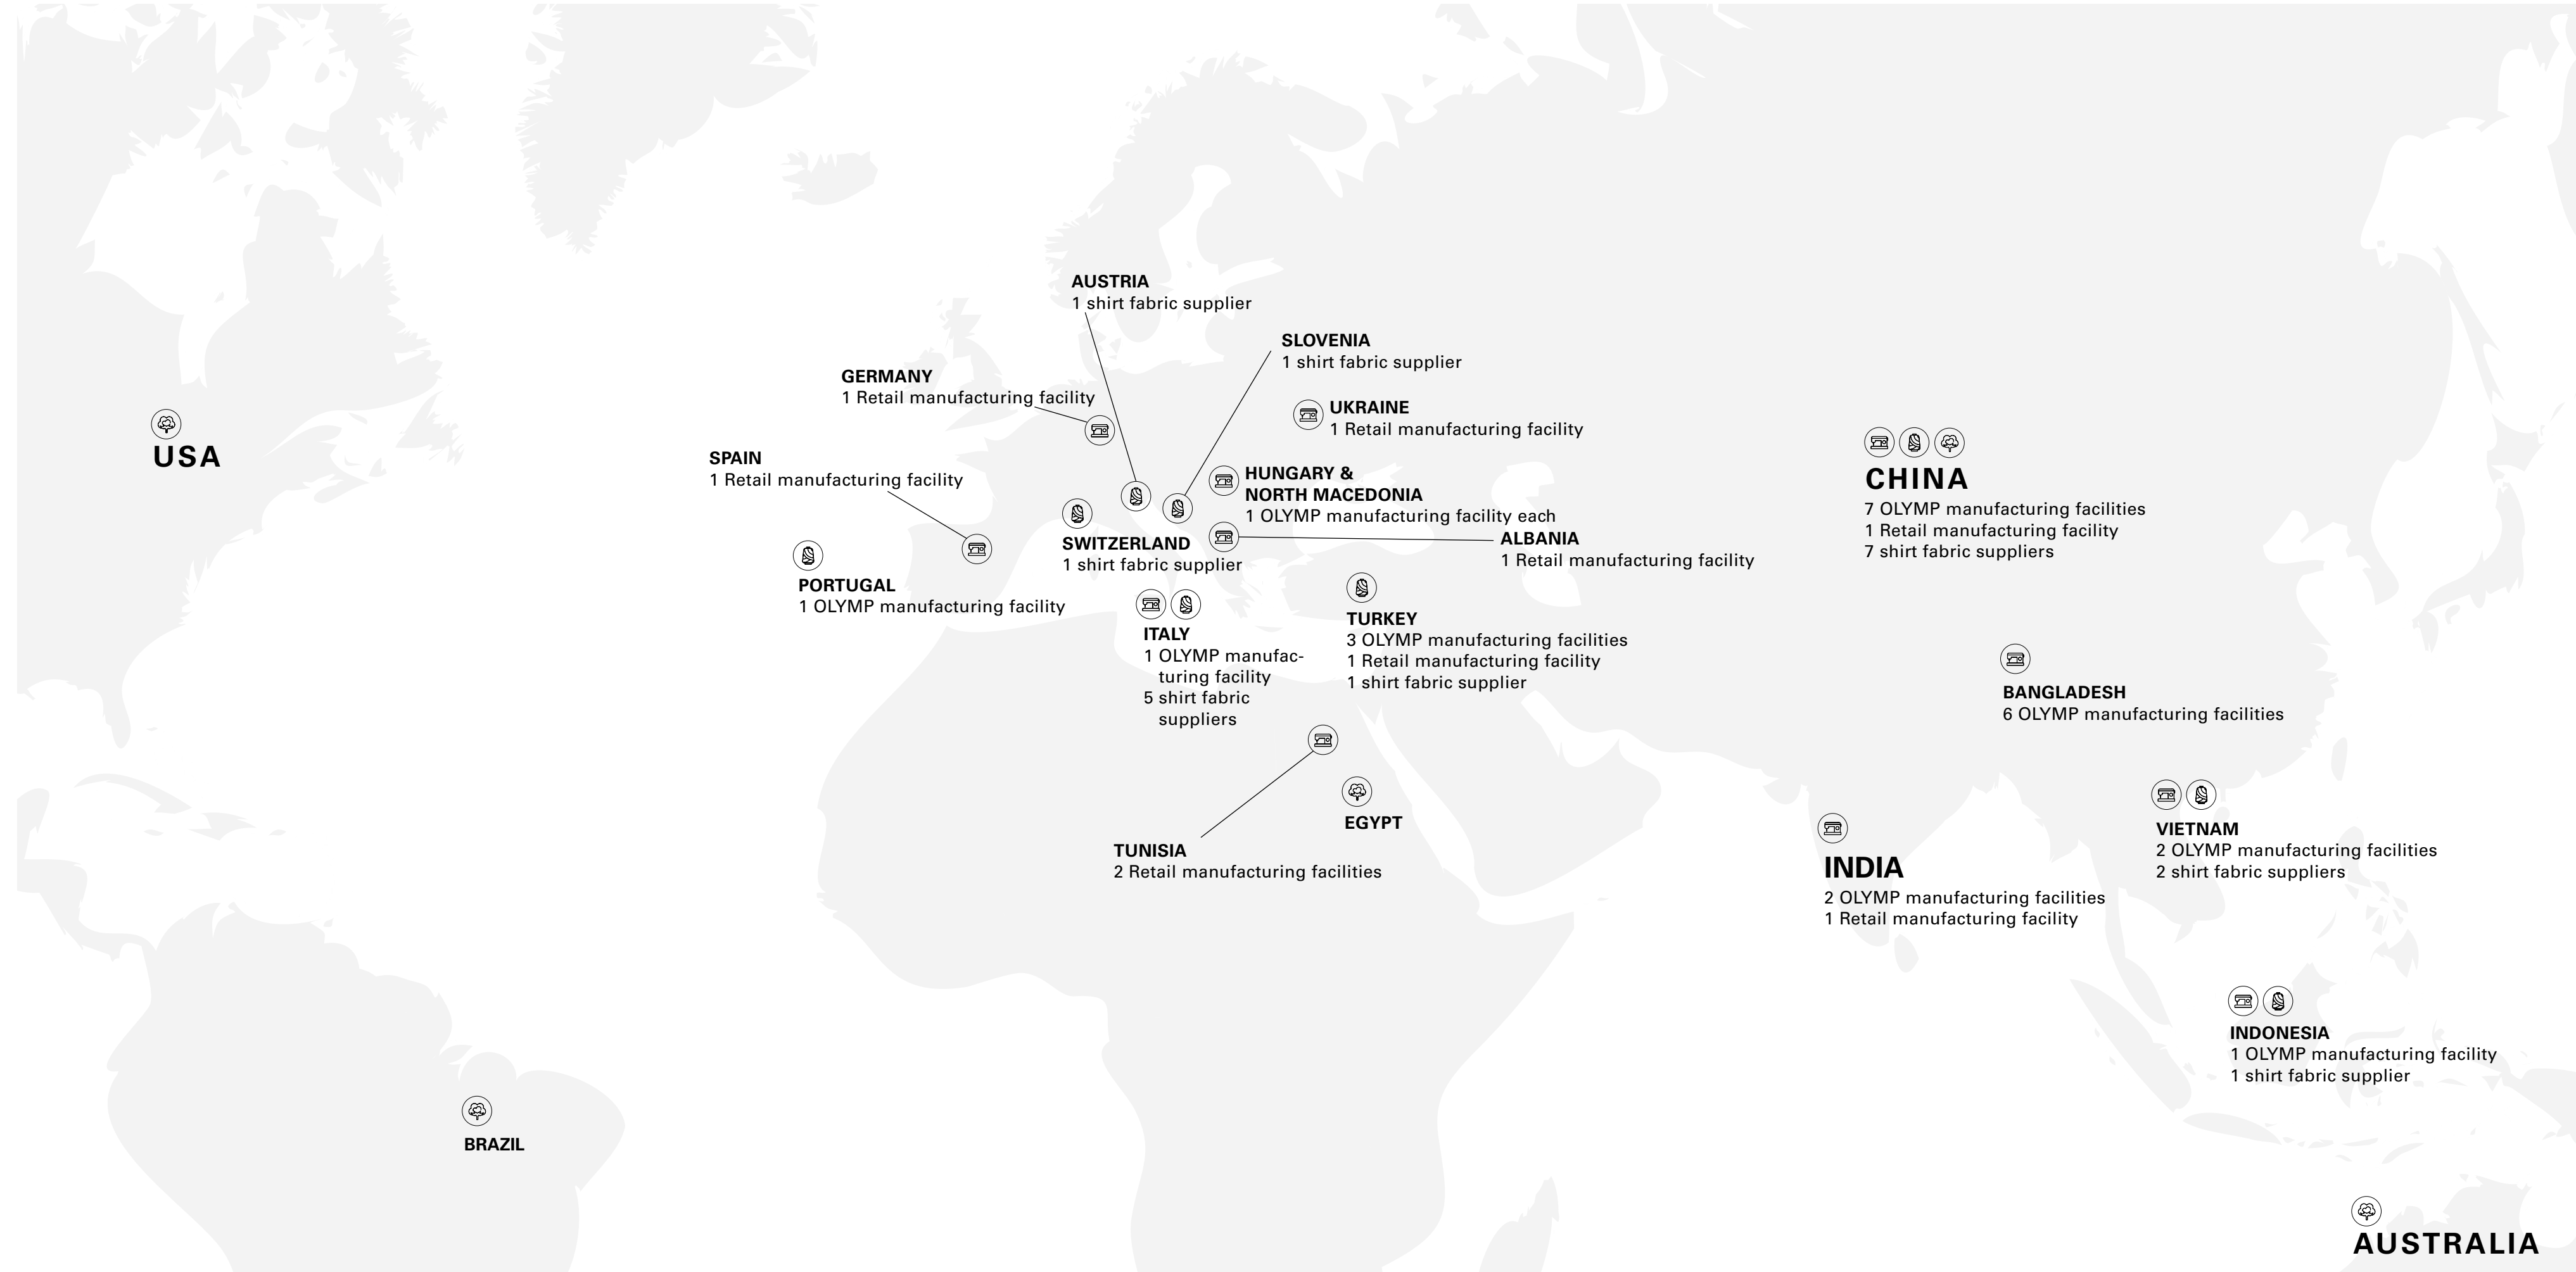 AUSTRIA
1 shirt fabric supplier
SLOVENIA
1 shirt fabric supplier
GERMANY
1 Retail manufacturing facility
UKRAINE
1 Retail manufacturing facility
USA
SPAIN
1 Retail manufacturing facility
HUNGARY &
NORTH MACEDONIA
1 OLYMP manufacturing facility each
CHINA
7 OLYMP manufacturing facilities
1 Retail manufacturing facility
7 shirt fabric suppliers
SWITZERLAND
1 shirt fabric supplier
ALBANIA
1 Retail manufacturing facility
PORTUGAL
1 OLYMP manufacturing facility
ITALY
1 OLYMP manufac-
turing facility
5 shirt fabric
suppliers
TURKEY
3 OLYMP manufacturing facilities
1 Retail manufacturing facility
1 shirt fabric supplier
BANGLADESH
6 OLYMP manufacturing facilities
EGYPT
TUNISIA
2 Retail manufacturing facilities
INDIA
2 OLYMP manufacturing facilities
1 Retail manufacturing facility
VIETNAM
2 OLYMP manufacturing facilities
2 shirt fabric suppliers
INDONESIA
1 OLYMP manufacturing facility
1 shirt fabric supplier
BRAZIL
AUSTRALIA